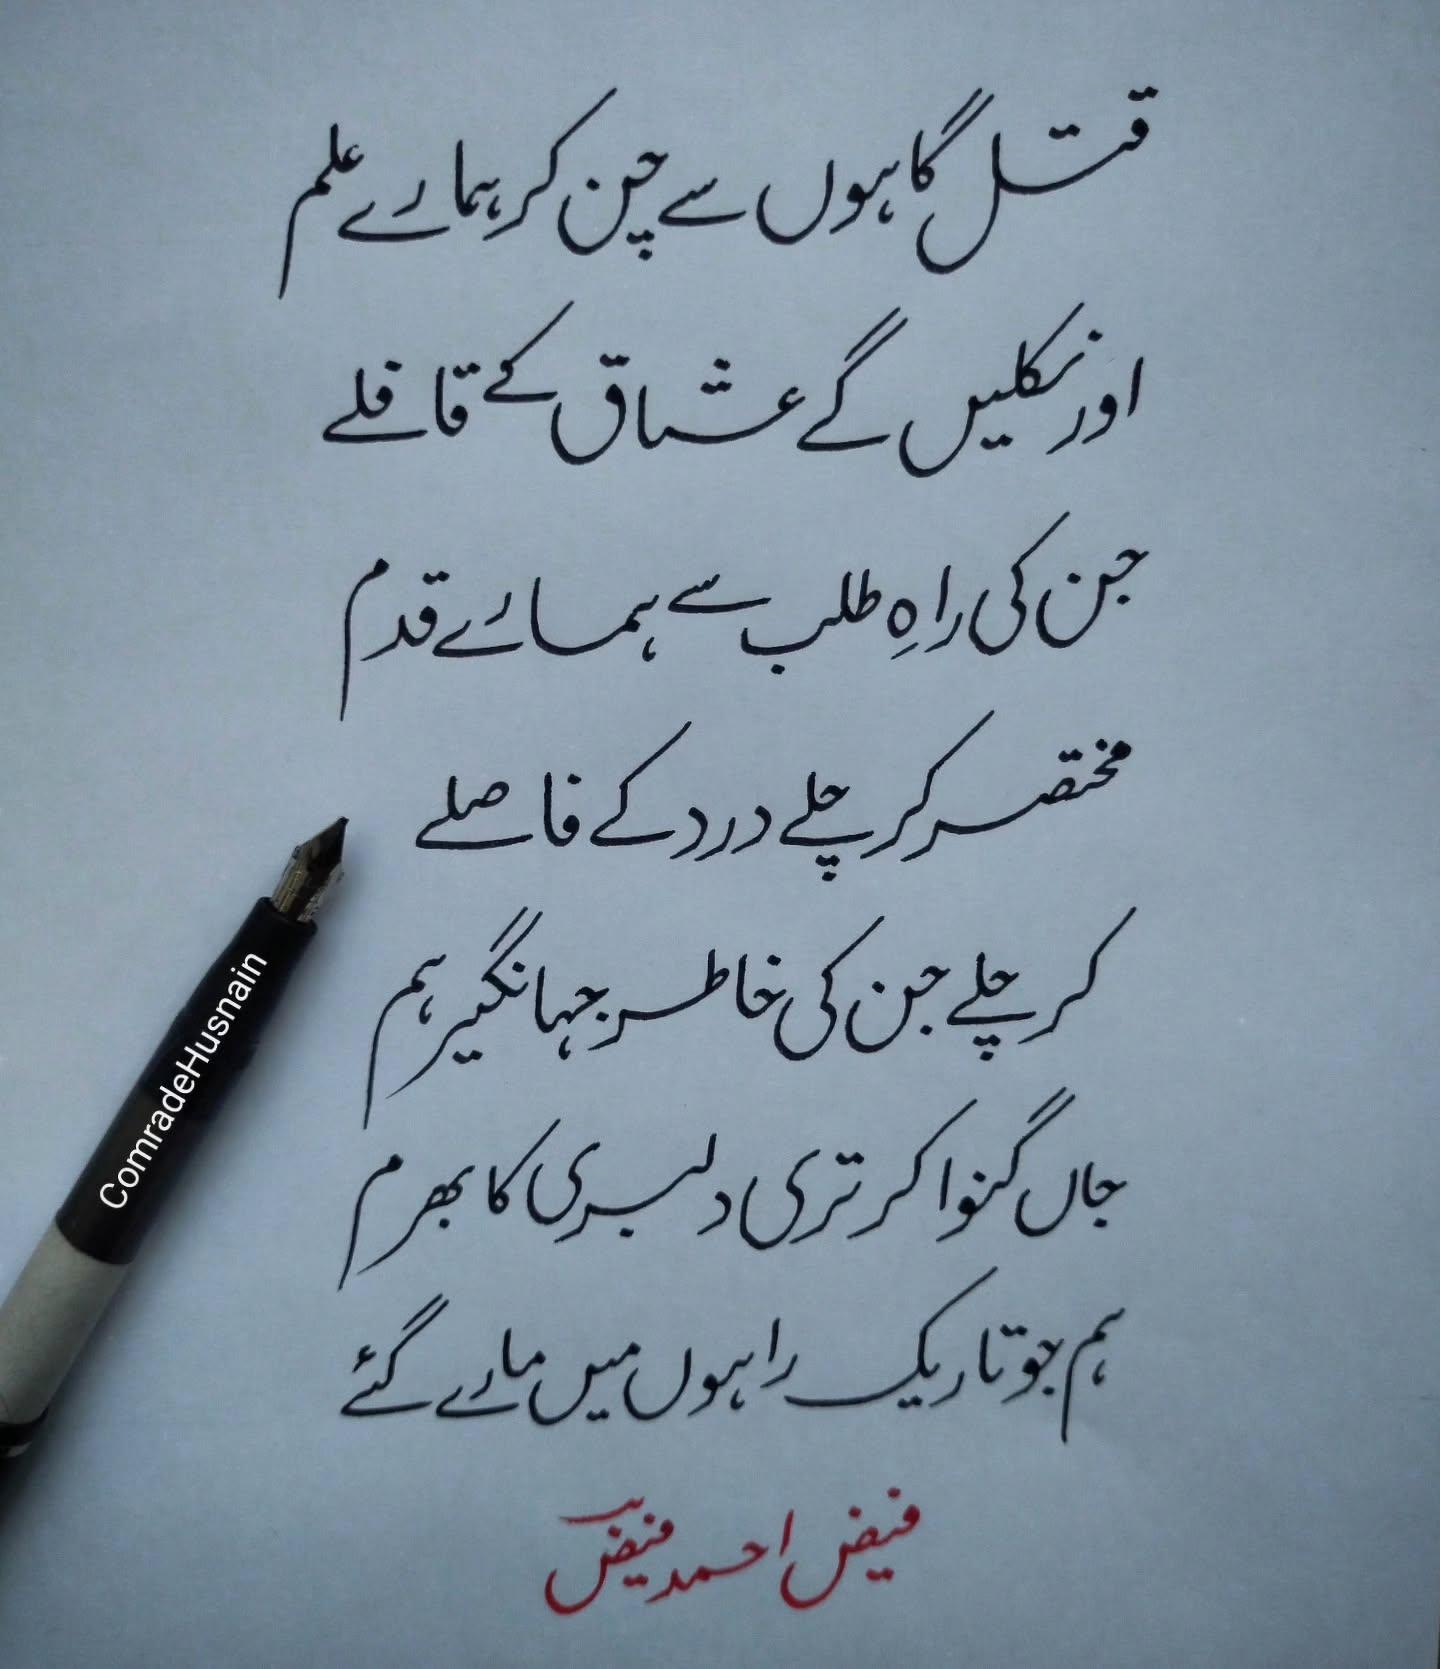 قتل گاہوں سے چن کر ہمارے علم
اور نکلیں گے عشاق کے قافلے
جن کی راہِ طلب سے ہمارے قدم
مختصر کر چلے درد کے فاصلے
کر چلے جن کی خاطر جہانگیر ہم
جاں گنوا کر تری دلبری کا بھرم
ہم جو تاریک راہوں میں مارے گئے
فیض احمد فیضؔ
ComradeHusnain